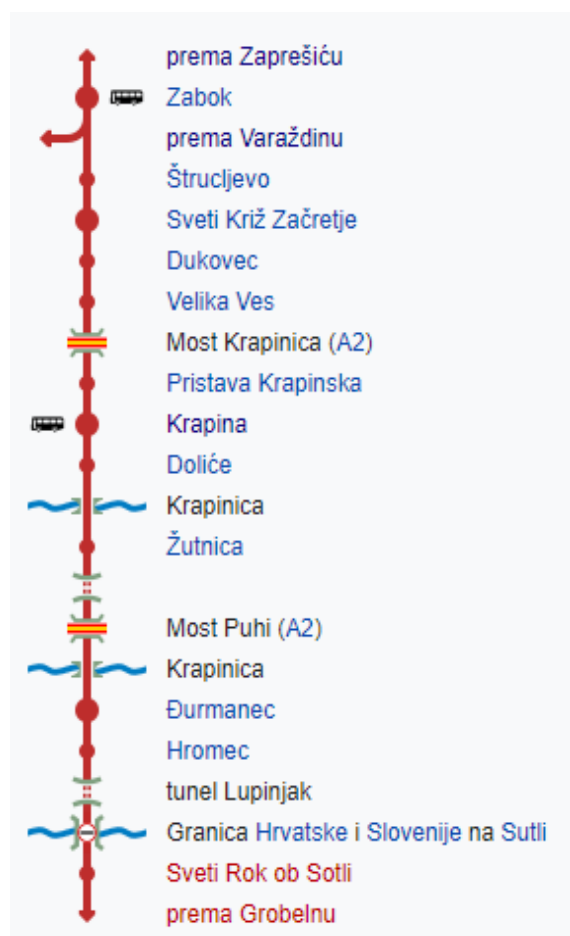 prema Zaprešiću
Zabok
prema Varaždinu
Štrucljevo
Sveti Križ Začretje
Dukovec
Velika Ves
Most Krapinica (A2)
Pristava Krapinska
Krapina
Doliće
Krapinica
Žutnica
Most Puhi (A2)
Krapinica
Đurmanec
Hromec
tunel Lupinjak
Granica Hrvatske i Slovenije na Sutli
Sveti Rok ob Sotli
prema Grobelnu